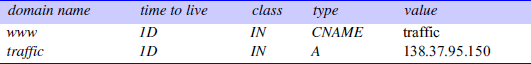 domain name time to live class type value
www 1D IN CNAME traffic
traffic 1D IN A 138.37.95.150